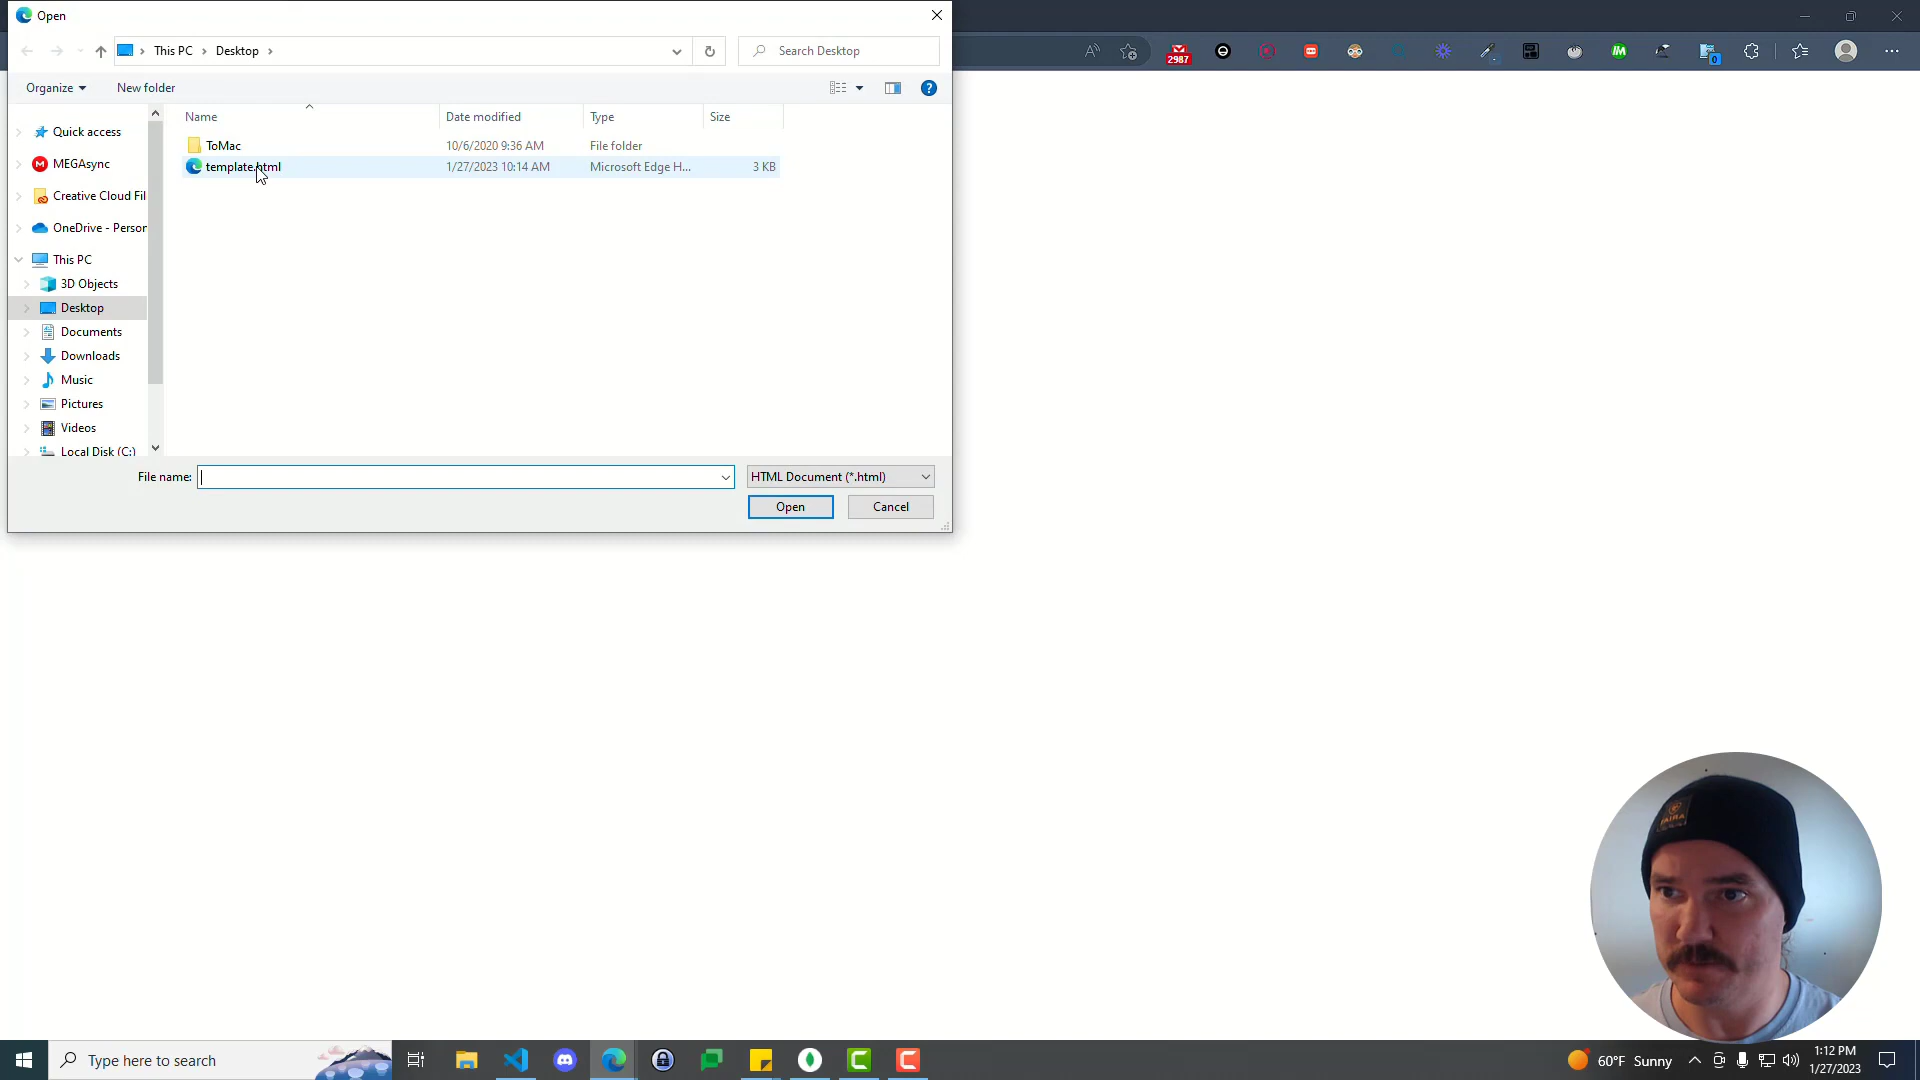 Open
This PC
Desktop
Search Desktop
2987
0
Organize
New folder
Name
Date modified
Type
Size
Quick access
MEGAsync
Creative Cloud Fil
OneDrive - Person
This PC
3D Objects
Desktop
Documents
Downloads
Music
Pictures
Videos
Local Disk (C:)
ToMac
10/6/2020 9:36 AM
File folder
template.html
1/27/2023 10:14 AM
Microsoft Edge H...
3 KB
File name:
HTML Document (*.html)
Open
Cancel
Type here to search
60°F Sunny
1:12 PM
1/27/2023